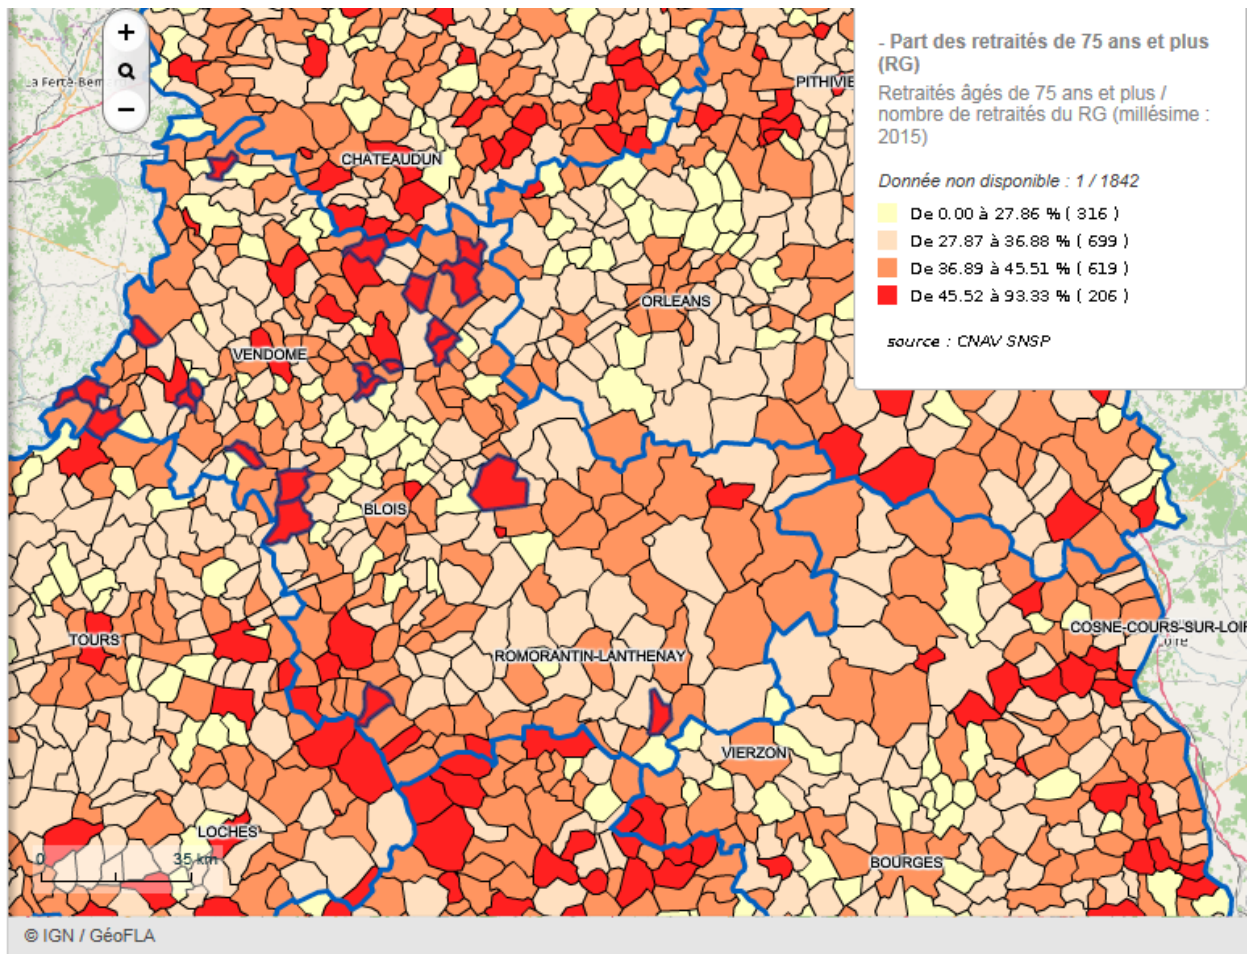 +
−
La Ferté-Bern
PITHIVIE
CHATEAUDUN
ORLEANS
VENDOME
BLOIS
TOURS
ROMORANTIN-LANTHENAY
COSNE-COURS-SUR-LOIR
Loire
VIERZON
LOCHES
BOURGES
0
35 km
- Part des retraités de 75 ans et plus
(RG)
Retraités âgés de 75 ans et plus /
nombre de retraités du RG (millésime :
2015)
Donnée non disponible : 1 / 1842
De 0.00 à 27.86 % ( 316 )
De 27.87 à 36.88 % ( 699 )
De 36.89 à 45.51 % ( 619 )
De 45.52 à 93.33 % ( 206 )
source : CNAV SNSP
© IGN / GéoFLA